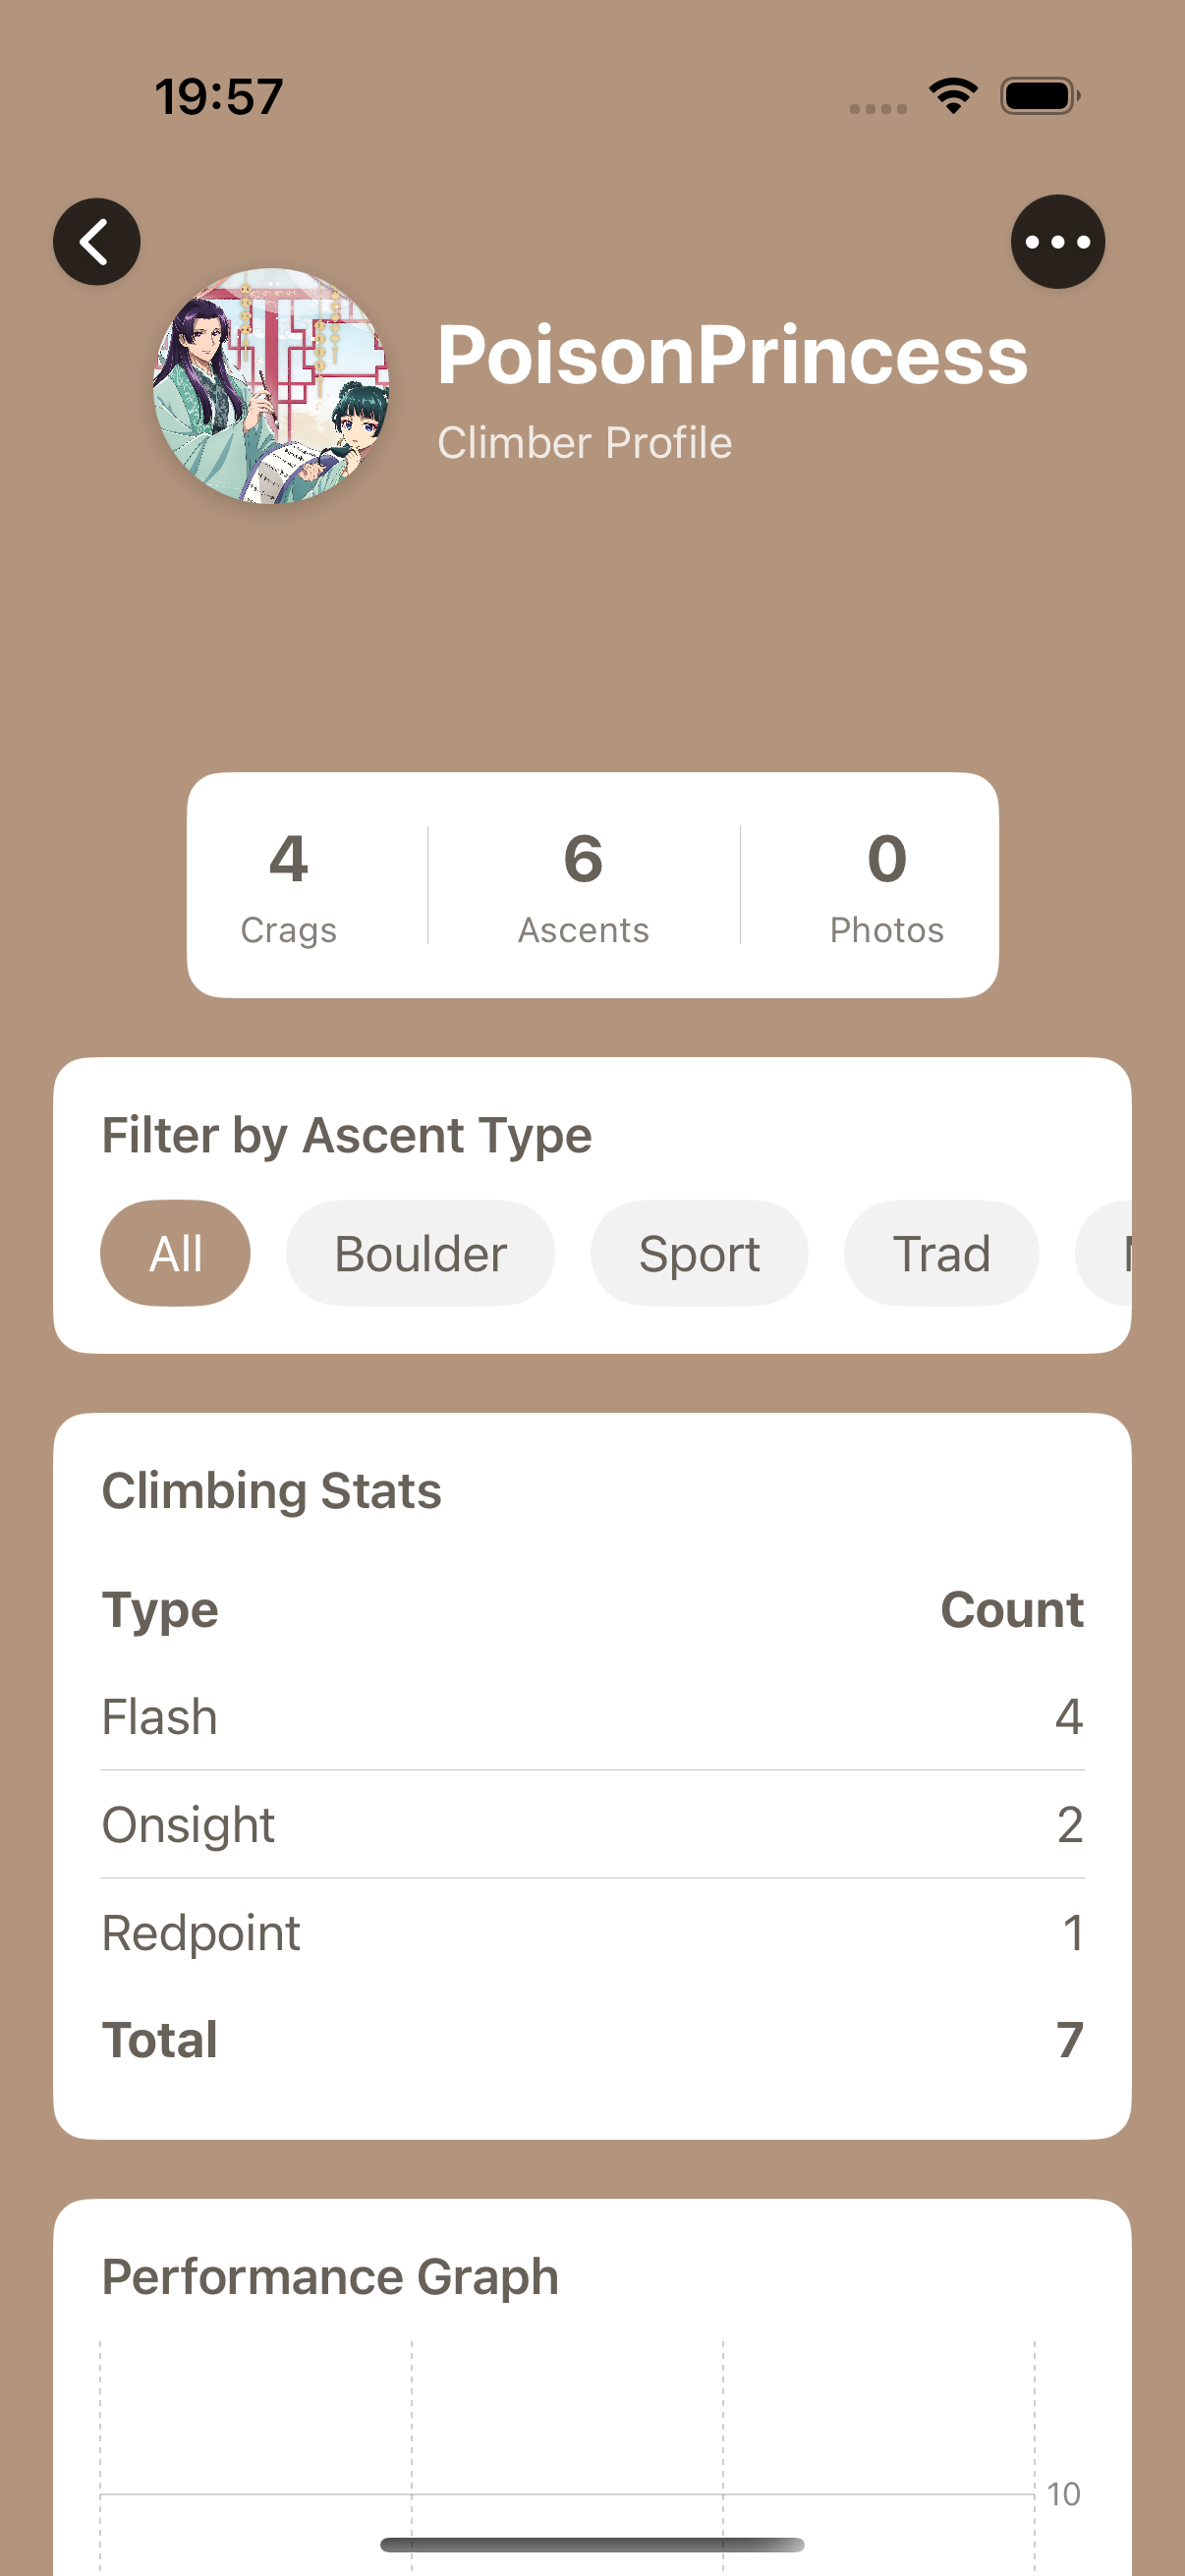 19:57
PoisonPrincess
Climber Profile
4 6 0
Crags Ascents Photos
Filter by Ascent Type
All Boulder Sport Trad
Climbing Stats
Type Count
Flash 4
Onsight 2
Redpoint 1
Total 7
Performance Graph
10